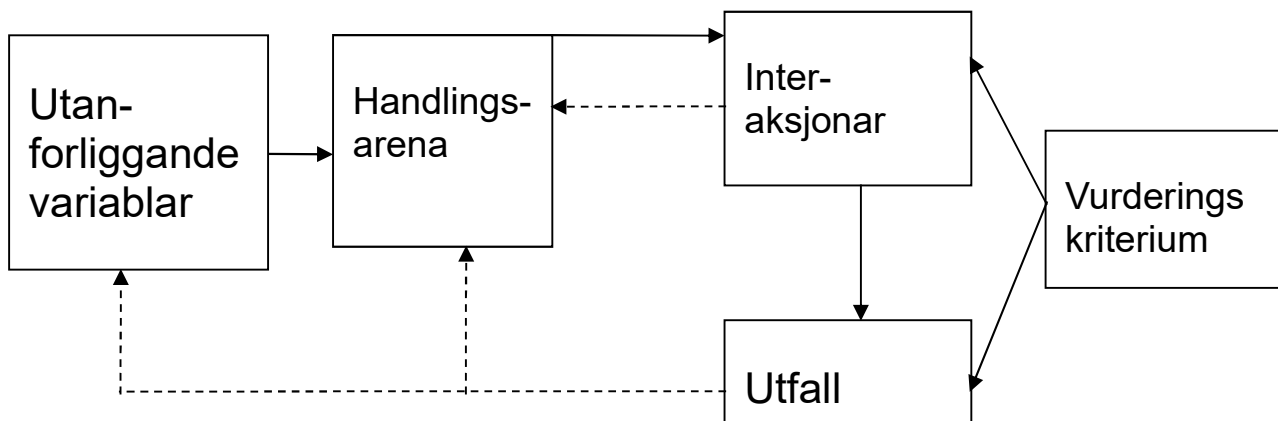 Utan-
forliggande
variablar
Handlings-
arena
Inter-
aksjonar
Vurderings
kriterium
Utfall